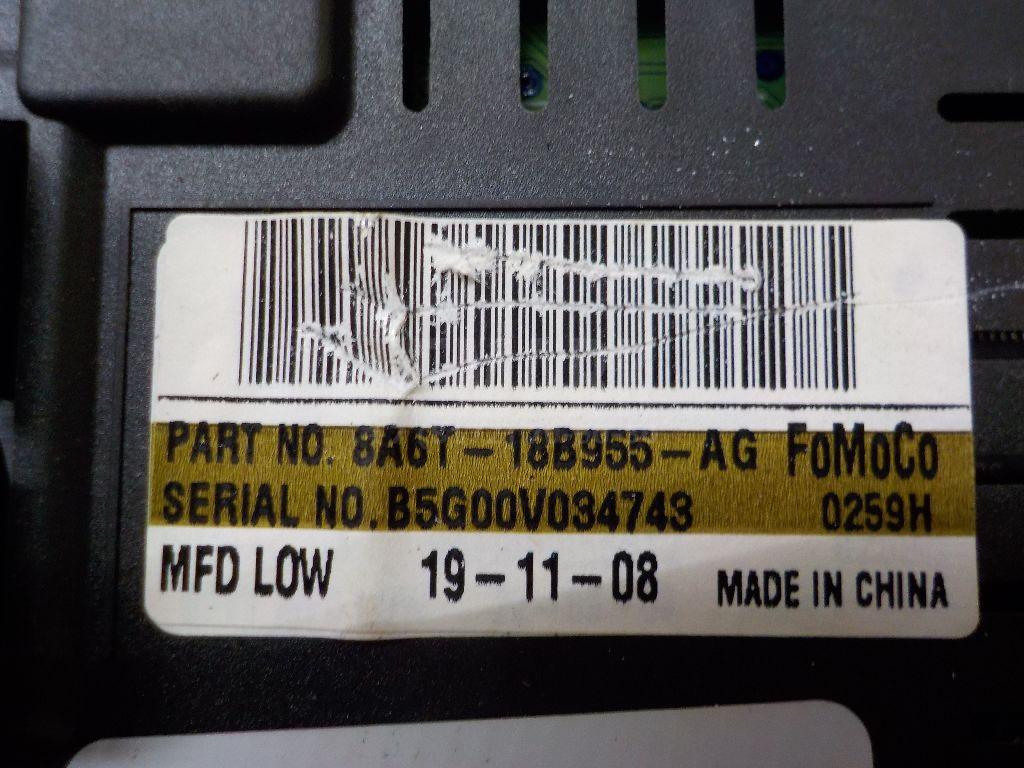 PART NO. 8A6T-18B955-AG FoMoCo
SERIAL NO. B5G00V034743 0259H
MFD LOW 19-11-08 MADE IN CHINA